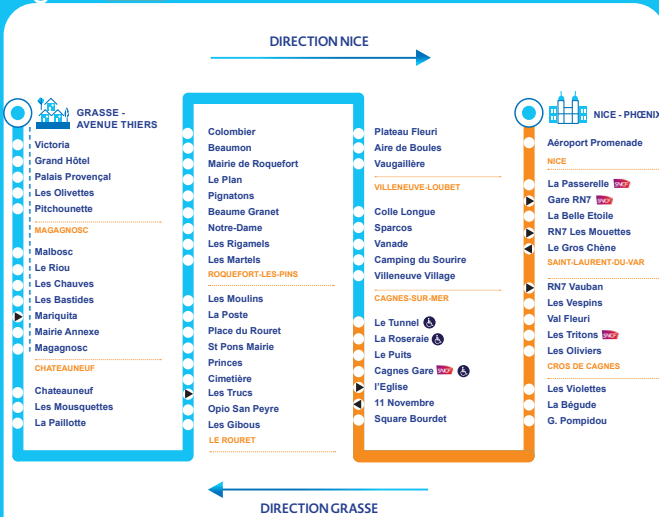 DIRECTION NICE
GRASSE -
AVENUE THIERS
Victoria
Grand Hôtel
Palais Provençal
Les Olivettes
Pitchounette
MAGAGNOSC
Malbosc
Le Riou
Les Chauves
Les Bastides
Mariquita
Mairie Annexe
Magagnosc
CHATEAUNEUF
Chateauneuf
Les Mousquettes
La Paillotte
Colombier
Beaumon
Mairie de Roquefort
Le Plan
Pignatons
Beaume Granet
Notre-Dame
Les Rigamels
Les Martels
ROQUEFORT-LES-PINS
Les Moulins
La Poste
Place du Rouret
St Pons Mairie
Princes
Cimetière
Les Trucs
Opio San Peyre
Les Gibous
LE ROURET
Plateau Fleuri
Aire de Boules
Vaugaillère
VILLENEUVE-LOUBET
Colle Longue
Sparcos
Vanade
Camping du Sourire
Villeneuve Village
CAGNES-SUR-MER
Le Tunnel
La Roseraie
Le Puits
Cagnes Gare SNCF
l'Eglise
11 Novembre
Square Bourdet
NICE - PHŒNIX
Aéroport Promenade
NICE
La Passerelle SNCF
Gare RN7 SNCF
La Belle Etoile
RN7 Les Mouettes
Le Gros Chêne
SAINT-LAURENT-DU-VAR
RN7 Vauban
Les Vespins
Val Fleuri
Les Tritons SNCF
Les Oliviers
CROS DE CAGNES
Les Violettes
La Bégude
G. Pompidou
DIRECTION GRASSE